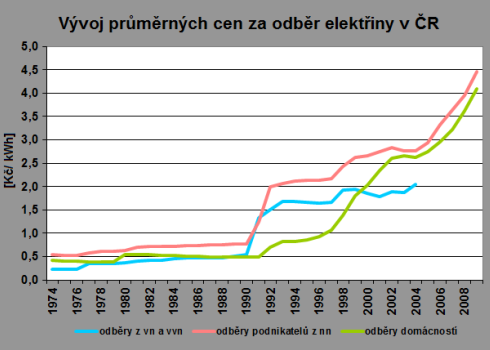 Vývoj průměrných cen za odběr elektřiny v ČR
[Kč/ kWh]
5,0
4,5
4,0
3,5
3,0
2,5
2,0
1,5
1,0
0,5
0,0
1974 1976 1978 1980 1982 1984 1986 1988 1990 1992 1994 1996 1998 2000 2002 2004 2006 2008
odběry z vn a vvn odběry podnikatelů z nn odběry domácností